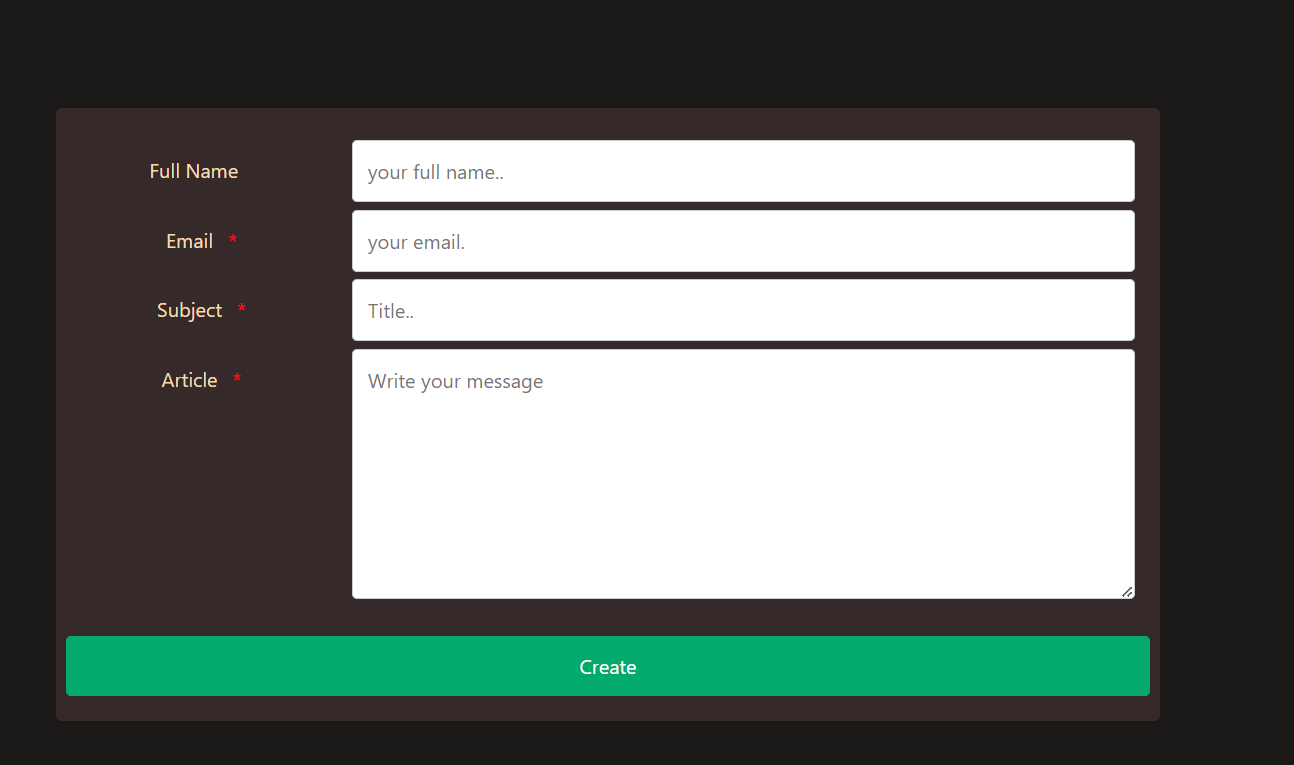 Full Name
your full name..
Email *
your email.
Subject *
Title..
Article *
Write your message
Create